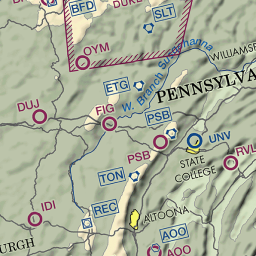 BFD
DUKE
SLT
OYM
WILLIAMSP
W. Branch Susquehanna
ETG
PENNSYLVA
DUJ
FIG
PSB
UNV
PSB
STATE
COLLEGE
RVL
TON
IDI
REC
ALTOONA
URGH
AOO
AOO